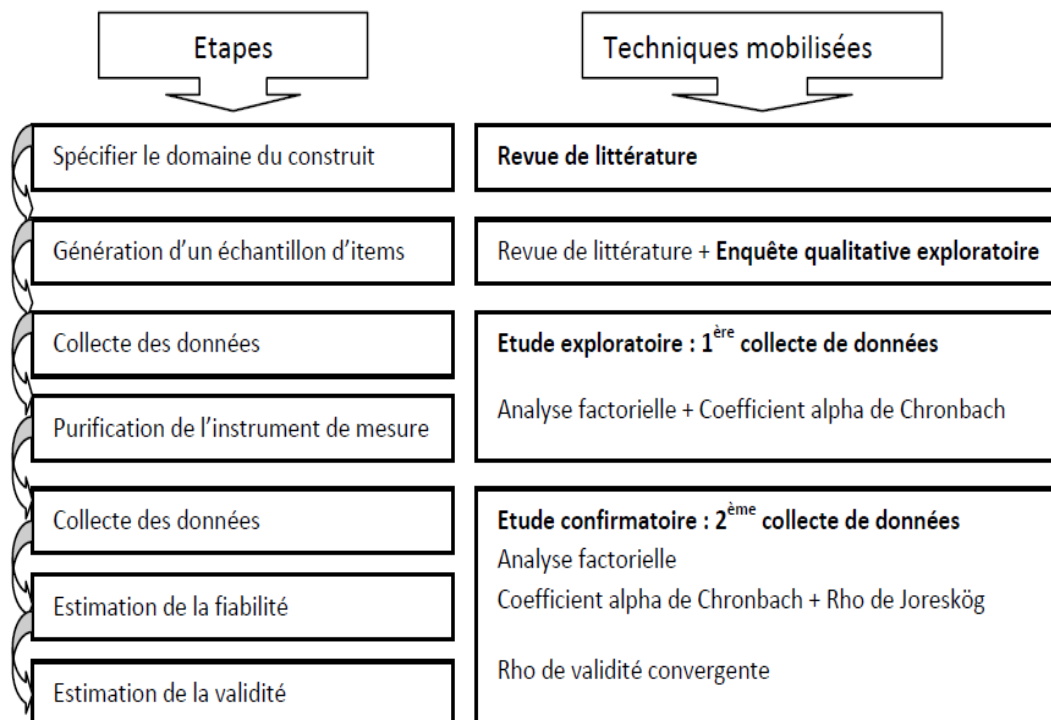 Etapes
Techniques mobilisées
Spécifier le domaine du construit
Revue de littérature
Génération d'un échantillon d'items
Revue de littérature + Enquête qualitative exploratoire
Collecte des données
Etude exploratoire : 1ère collecte de données
Analyse factorielle + Coefficient alpha de Chronbach
Purification de l'instrument de mesure
Collecte des données
Etude confirmatoire : 2ème collecte de données
Analyse factorielle
Estimation de la fiabilité
Coefficient alpha de Chronbach + Rho de Joreskög
Estimation de la validité
Rho de validité convergente